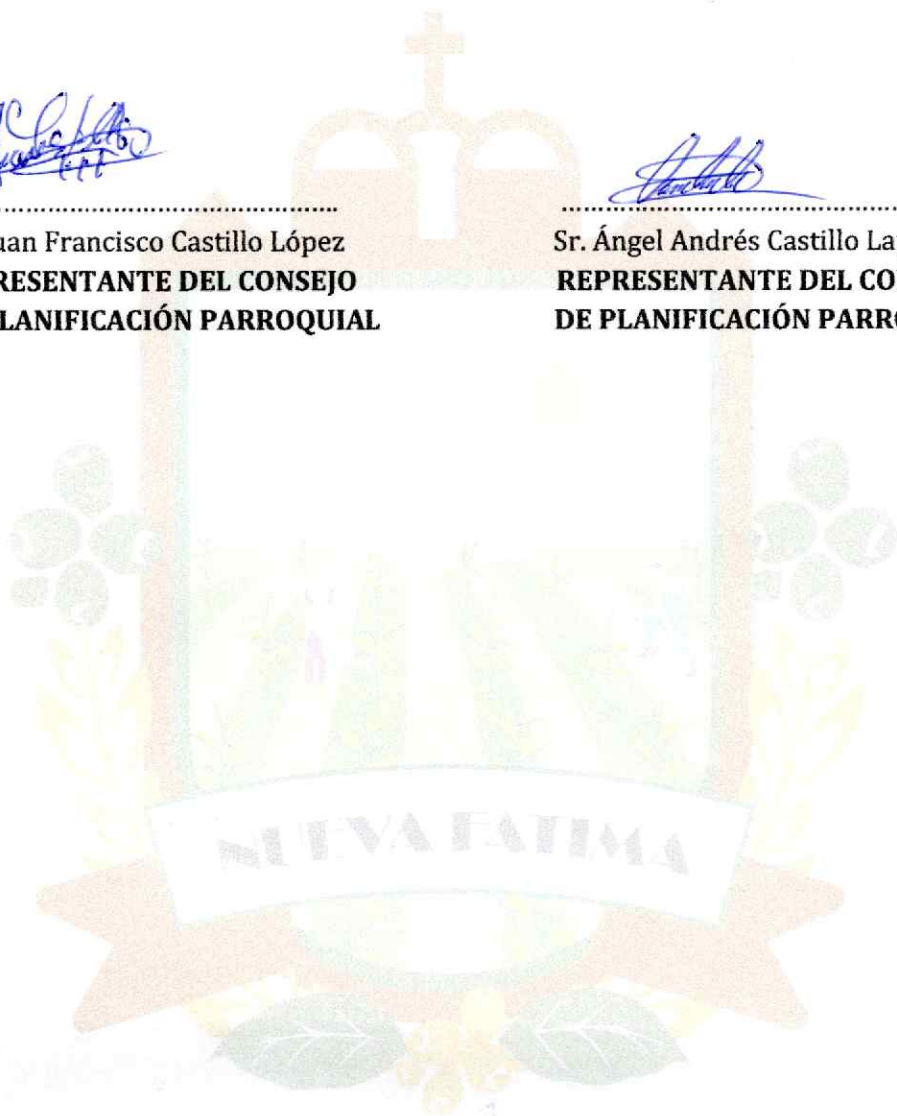 uan Francisco Castillo López
RESENTANTE DEL CONSEJO
LANIFICACIÓN PARROQUIAL
Sr. Ángel Andrés Castillo La
REPRESENTANTE DEL CO
DE PLANIFICACIÓN PARRO
NUEVA FATIMA